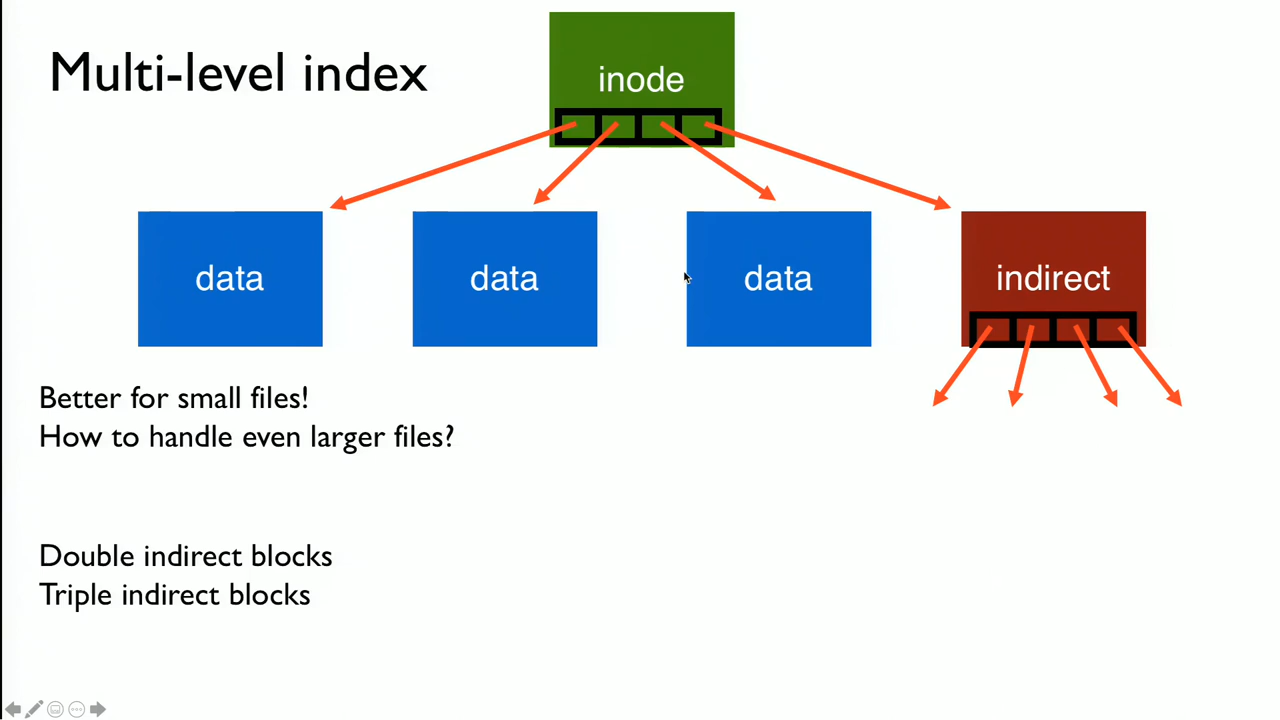 Multi-level index
inode
data
data
data
indirect
Better for small files!
How to handle even larger files?
Double indirect blocks
Triple indirect blocks